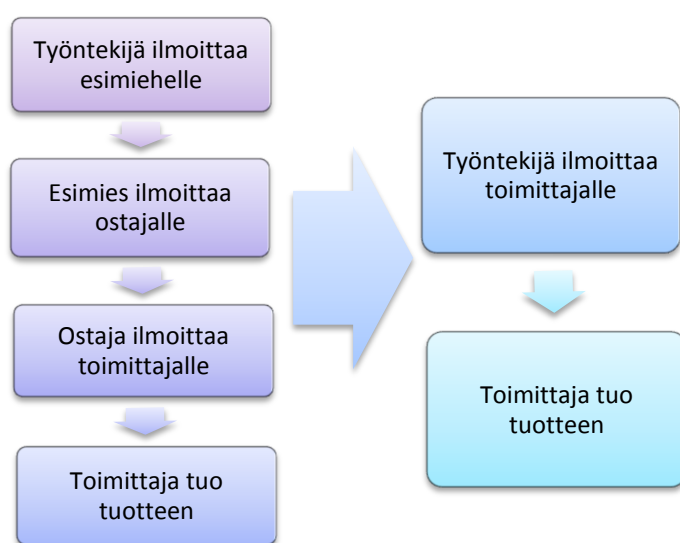 Työntekijä ilmoittaa
esimiehelle
Esimies ilmoittaa
ostajalle
Ostaja ilmoittaa
toimittajalle
Toimittaja tuo
tuotteen
Työntekijä ilmoittaa
toimittajalle
Toimittaja tuo
tuotteen